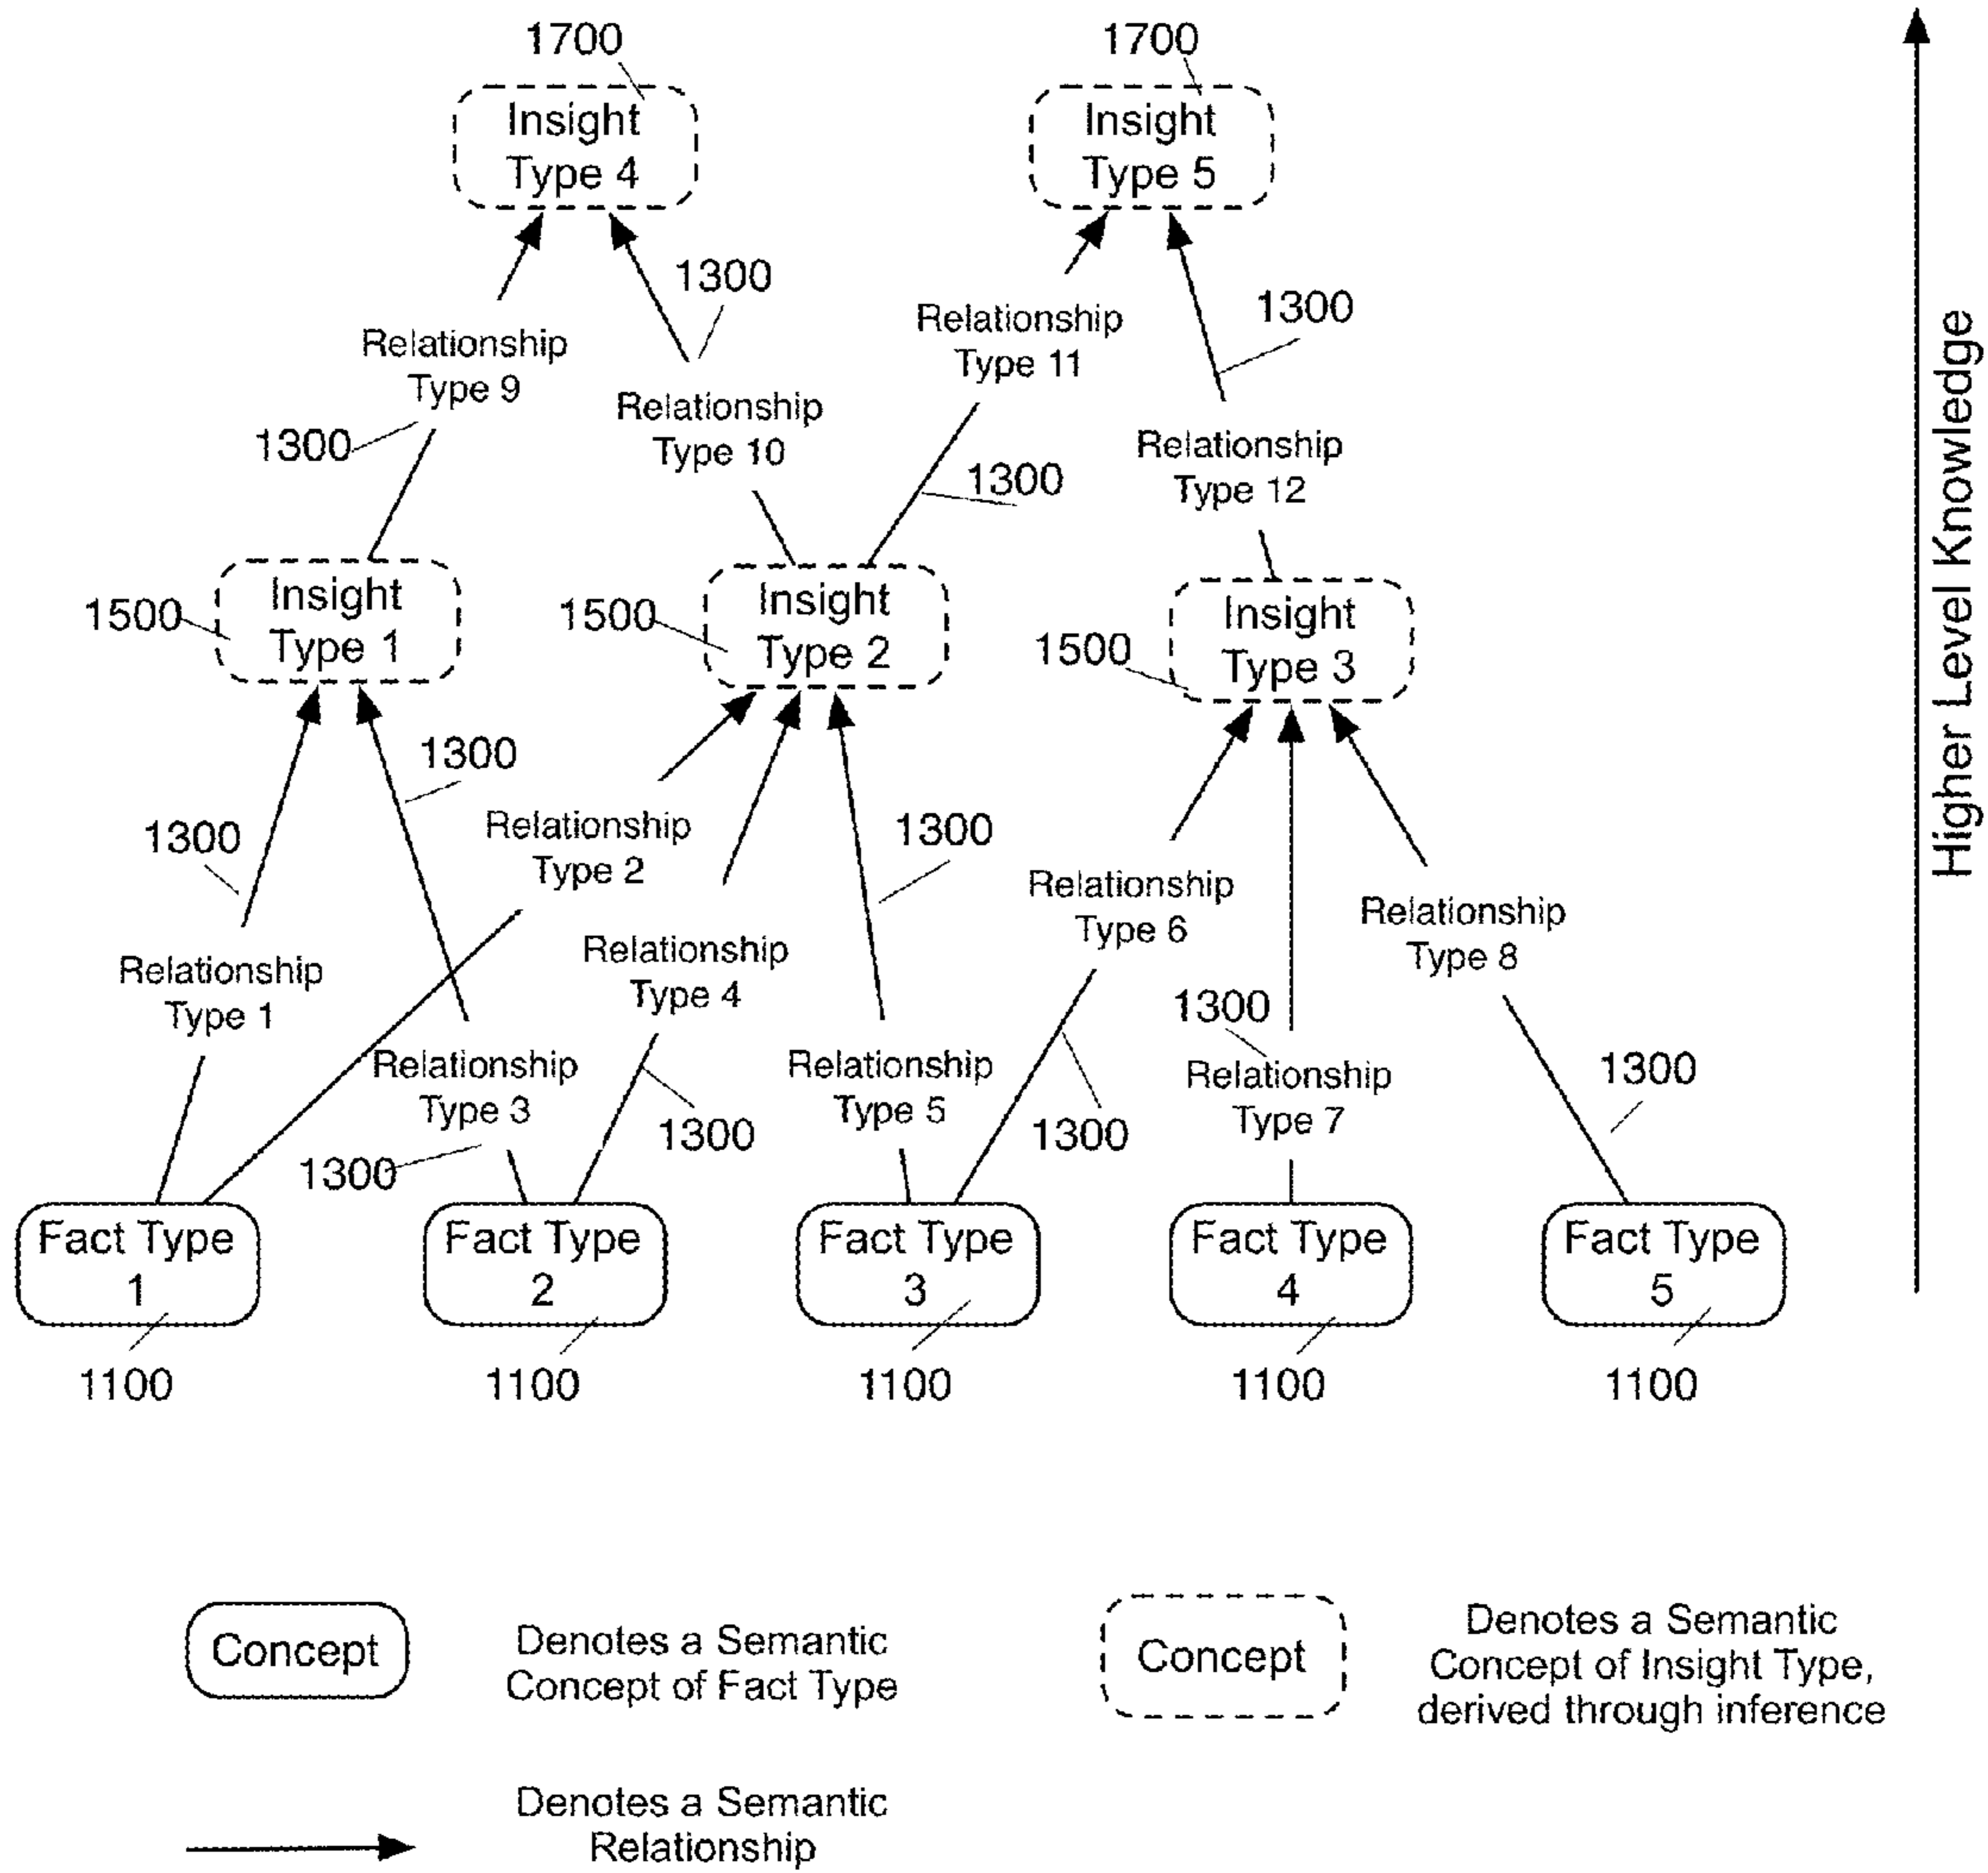 1700
1700
Insight
Type 4
Insight
Type 5
1300
1300
Relationship
Type 11
Relationship
Type 9
Relationship
Type 10
1300
Relationship
Type 12
1300
Higher Level Knowledge
Insight
Type 1
1500
Insight
Type 2
1500
Insight
Type 3
1500
1300
1300
Relationship
Type 2
1300
Relationship
Type 6
Relationship
Type 8
Relationship
Type 4
Relationship
Type 1
1300
Relationship
Type 3
Relationship
Type 5
Relationship
Type 7
1300
1300
1300
1300
Fact Type
1
Fact Type
2
Fact Type
3
Fact Type
4
Fact Type
5
1100
1100
1100
1100
1100
Concept
Denotes a Semantic
Concept of Fact Type
Concept
Denotes a Semantic
Concept of Insight Type,
derived through inference
Denotes a Semantic
Relationship